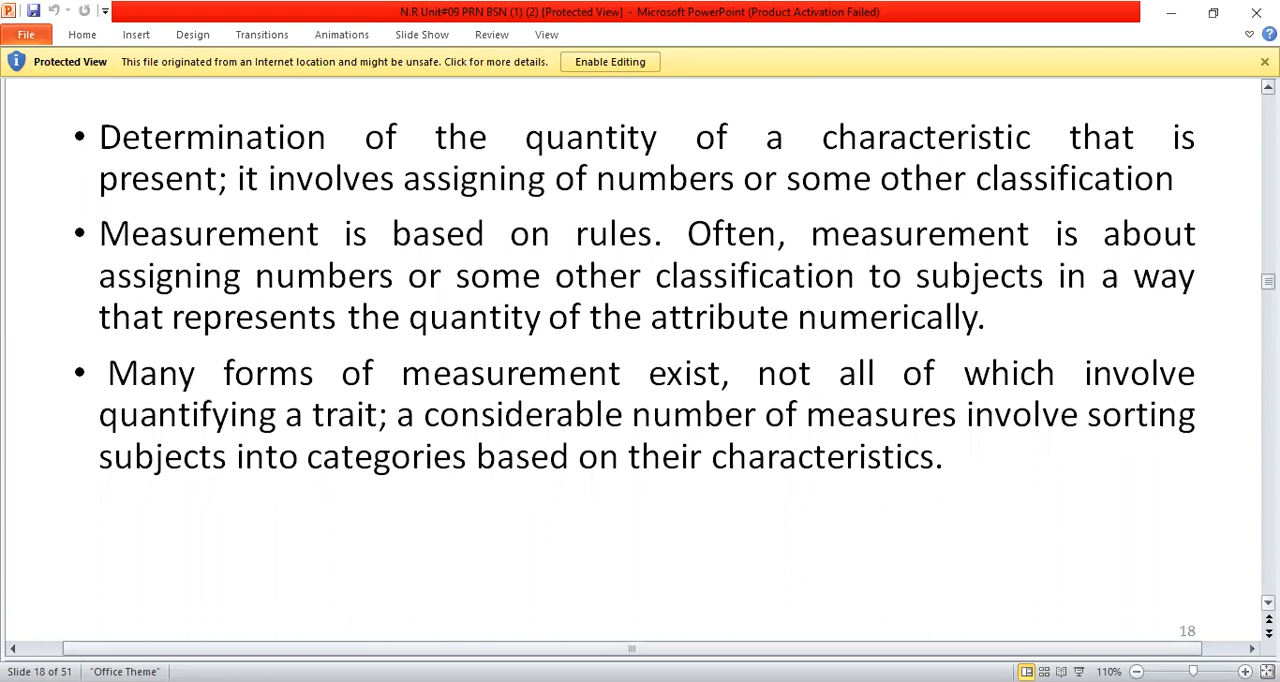 N.R Unit#09 PRN BSN (1) (2) [Protected View] - Microsoft PowerPoint (Product Activation Failed)
File Home Insert Design Transitions Animations Slide Show Review View
Protected View This file originated from an Internet location and might be unsafe. Click for more details. Enable Editing
• Determination of the quantity of a characteristic that is
present; it involves assigning of numbers or some other classification
• Measurement is based on rules. Often, measurement is about
assigning numbers or some other classification to subjects in a way
that represents the quantity of the attribute numerically.
• Many forms of measurement exist, not all of which involve
quantifying a trait; a considerable number of measures involve sorting
subjects into categories based on their characteristics.
18
Slide 18 of 51 "Office Theme" 110%